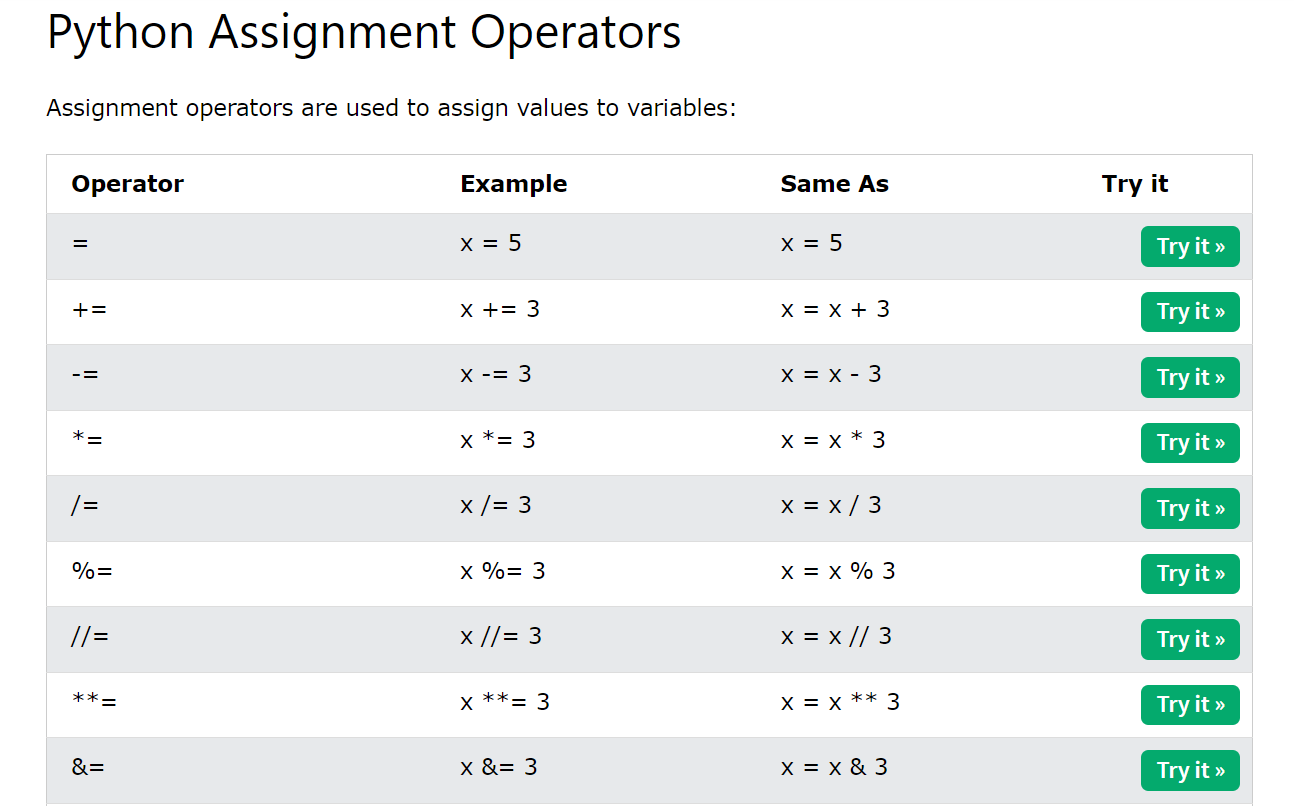 Python Assignment Operators
Assignment operators are used to assign values to variables:
Operator Example Same As Try it
= x = 5 x = 5 Try it »
+= x += 3 x = x + 3 Try it »
-= x -= 3 x = x - 3 Try it »
*= x *= 3 x = x * 3 Try it »
/= x /= 3 x = x / 3 Try it »
%= x %= 3 x = x % 3 Try it »
//= x //= 3 x = x // 3 Try it »
**= x **= 3 x = x ** 3 Try it »
&= x &= 3 x = x & 3 Try it »